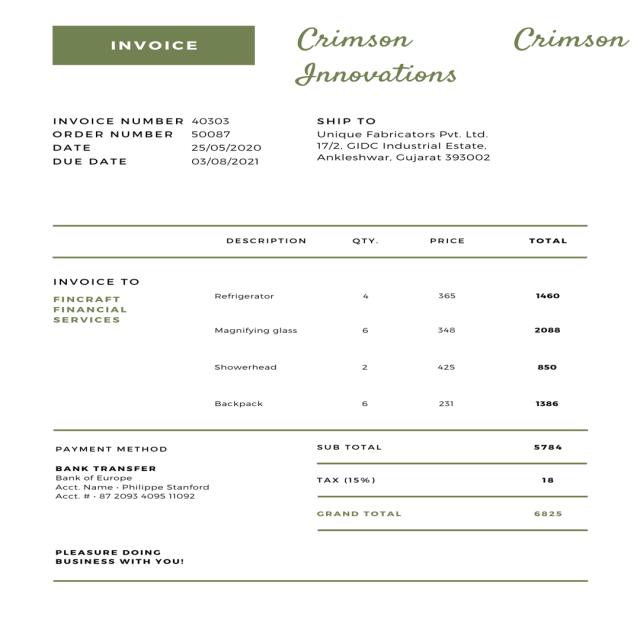 INVOICE
Crimson Crimson
Innovations
INVOICE NUMBER 40303
ORDER NUMBER 50087
DATE 25/05/2020
DUE DATE 03/08/2021
SHIP TO
Unique Fabricators Pvt. Ltd.
17/2, GIDC Industrial Estate,
Ankleshwar, Gujarat 393002
DESCRIPTION QTY. PRICE TOTAL
INVOICE TO
FINCRAFT
FINANCIAL
SERVICES
Refrigerator 4 365 1460
Magnifying glass 6 348 2088
Showerhead 2 425 850
Backpack 6 231 1386
PAYMENT METHOD
BANK TRANSFER
Bank of Europe
Acct. Name - Philippe Stanford
Acct. # - 87 2093 4095 11092
SUB TOTAL 5784
TAX (15%) 18
GRAND TOTAL 6825
PLEASURE DOING
BUSINESS WITH YOU!